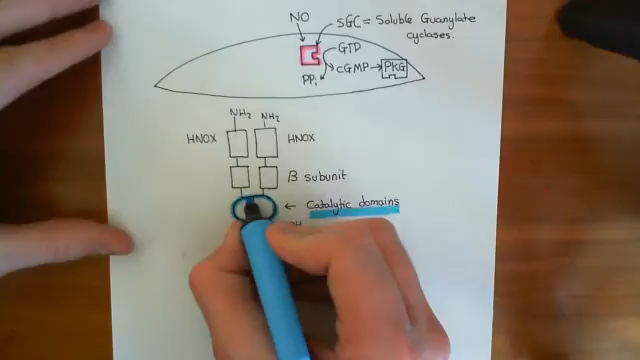 NO
sGC = Soluble Guanylate
cyclases.
GTP
cGMP → PKG
PPi
NH₂ NH₂
HNOX HNOX
β subunit
← Catalytic domains